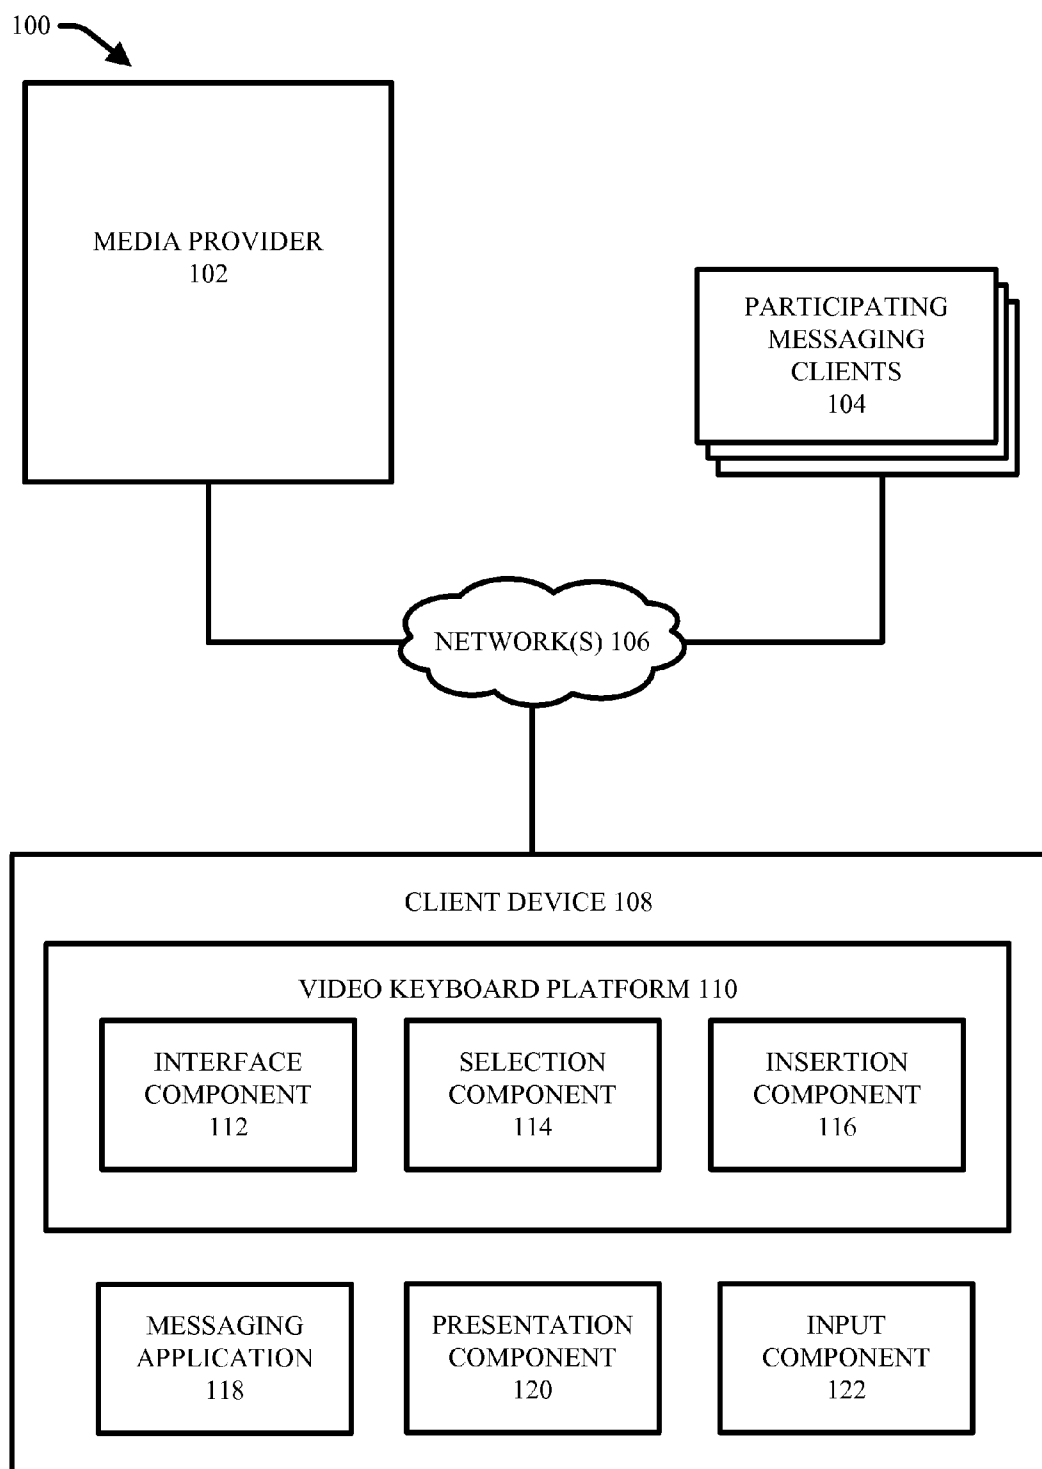 100
MEDIA PROVIDER
102
PARTICIPATING
MESSAGING
CLIENTS
104
NETWORK(S) 106
CLIENT DEVICE 108
VIDEO KEYBOARD PLATFORM 110
INTERFACE
COMPONENT
112
SELECTION
COMPONENT
114
INSERTION
COMPONENT
116
MESSAGING
APPLICATION
118
PRESENTATION
COMPONENT
120
INPUT
COMPONENT
122